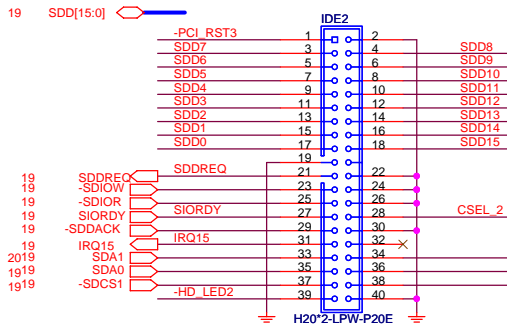 19 SDD[15:0]
IDE2
-PCI_RST3 1 2
SDD7 3 4 SDD8
SDD6 5 6 SDD9
SDD5 7 8 SDD10
SDD4 9 10 SDD11
SDD3 11 12 SDD12
SDD2 13 14 SDD13
SDD1 15 16 SDD14
SDD0 17 18 SDD15
19
19 SDDREQ SDDREQ 21 22
19 -SDIOW 23 24
19 -SDIOR 25 26
19 SIORDY SIORDY 27 28 CSEL_2
19 -SDDACK 29 30
19 IRQ15 IRQ15 31 32
2019 SDA1 33 34
1919 SDA0 35 36
1919 -SDCS1 37 38
-HD_LED2 39 40
H20*2-LPW-P20E